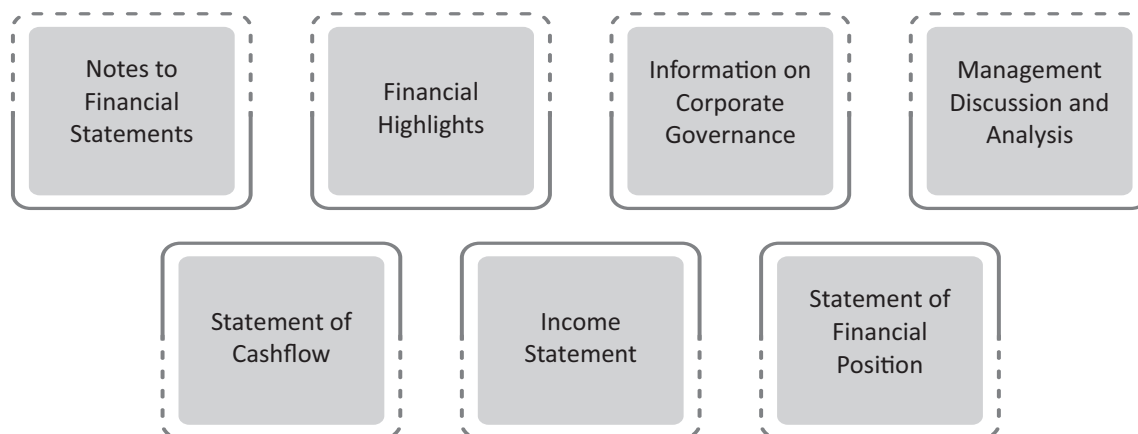 Notes to
Financial
Statements
Financial
Highlights
Information on
Corporate
Governance
Management
Discussion and
Analysis
Statement of
Cashflow
Income
Statement
Statement of
Financial
Position